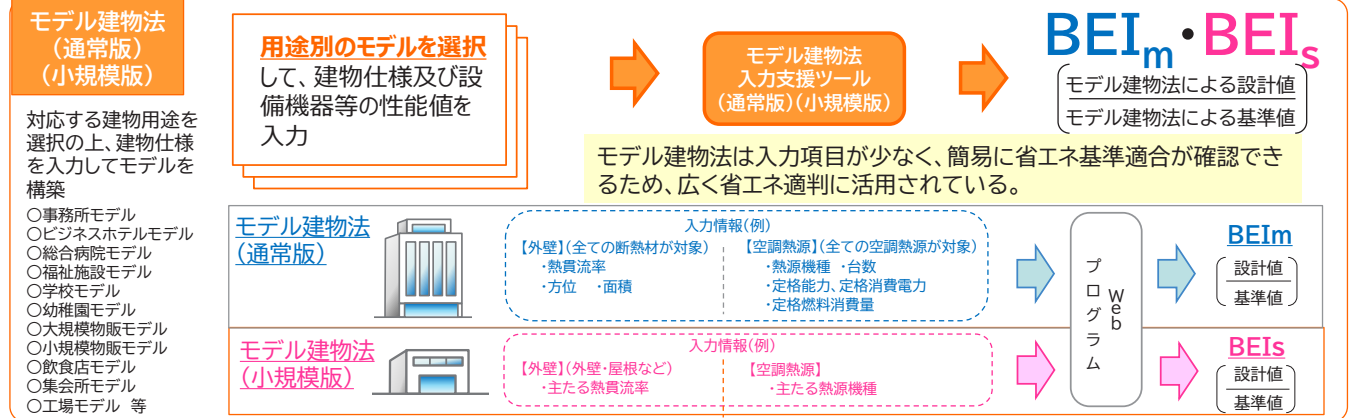 モデル建物法
(通常版)
(小規模版)
対応する建物用途を
選択の上、建物仕様
を入力してモデルを
構築
○事務所モデル
○ビジネスホテルモデル
○総合病院モデル
○福祉施設モデル
○学校モデル
○幼稚園モデル
○大規模物販モデル
○小規模物販モデル
○飲食店モデル
○集会所モデル
○工場モデル 等
用途別のモデルを選択
して、建物仕様及び設
備機器等の性能値を
入力
モデル建物法
入力支援ツール
(通常版)(小規模版)
BEIm・BEIs
モデル建物法による設計値
モデル建物法による基準値
モデル建物法は入力項目が少なく、簡易に省エネ基準適合が確認でき
るため、広く省エネ適判に活用されている。
モデル建物法
(通常版)
入力情報(例)
【外壁】(全ての断熱材が対象)
・熱貫流率
・方位 ・面積
【空調熱源】(全ての空調熱源が対象)
・熱源機種 ・台数
・定格能力、定格消費電力
・定格燃料消費量
Web
プログラム
BEIm
設計値
基準値
モデル建物法
(小規模版)
入力情報(例)
【外壁】(外壁・屋根など)
・主たる熱貫流率
【空調熱源】
・主たる熱源機種
BEIs
設計値
基準値